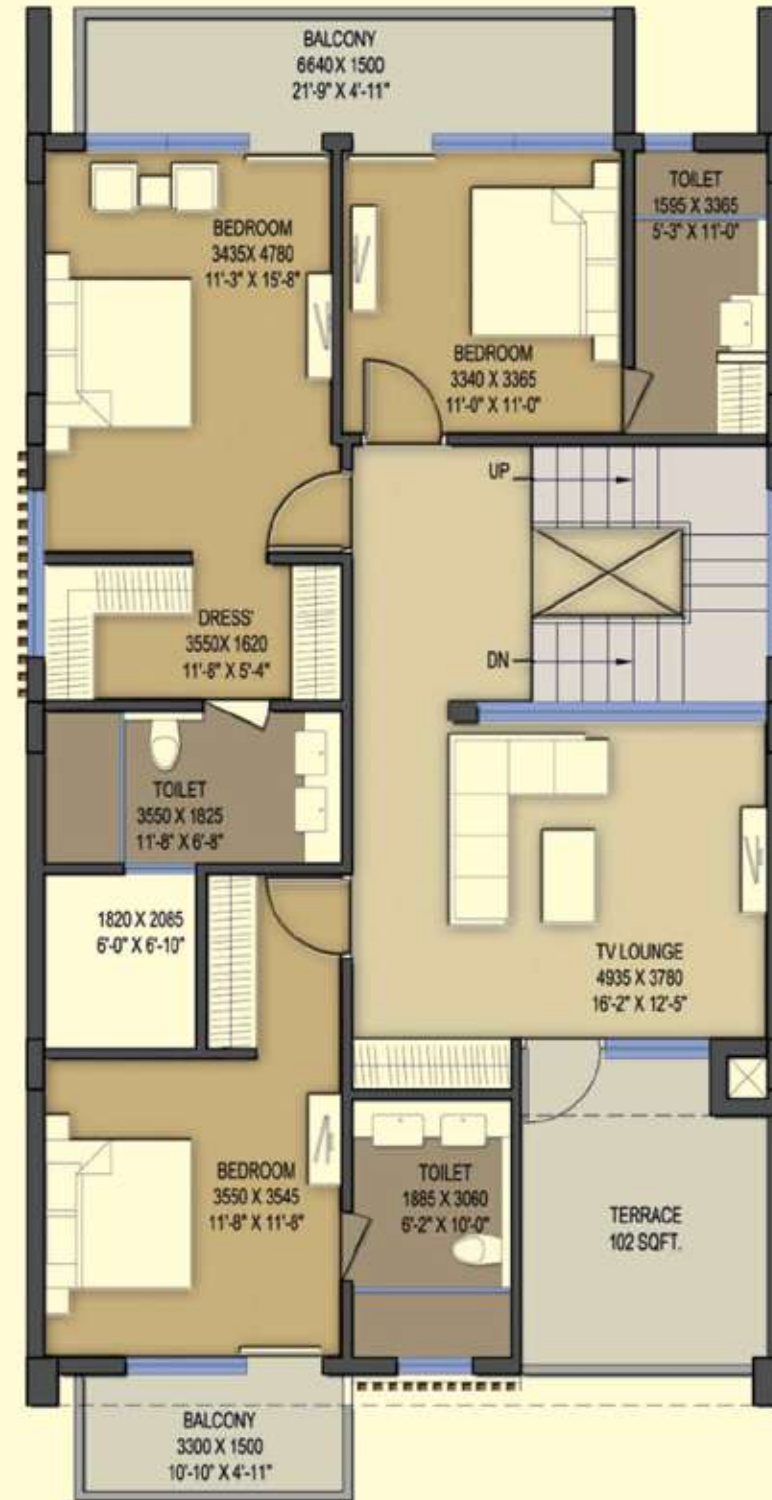 BALCONY
6640 X 1500
21'-9" X 4'-11"
BEDROOM
3435X 4780
11'-3" X 15'-8"
TOILET
1595 X 3365
5'-3" X 11'-0"
BEDROOM
3340 X 3365
11'-0" X 11'-0"
UP
DN
DRESS'
3550X 1620
11'-8" X 5'-4"
TOILET
3550 X 1825
11'-8" X 6'-8"
1820 X 2085
6'-0" X 6'-10"
TV LOUNGE
4935 X 3780
16'-2" X 12'-5"
BEDROOM
3550 X 3545
11'-8" X 11'-8"
TOILET
1885 X 3060
6'-2" X 10'-0"
TERRACE
102 SQFT.
BALCONY
3300 X 1500
10'-10" X 4'-11"